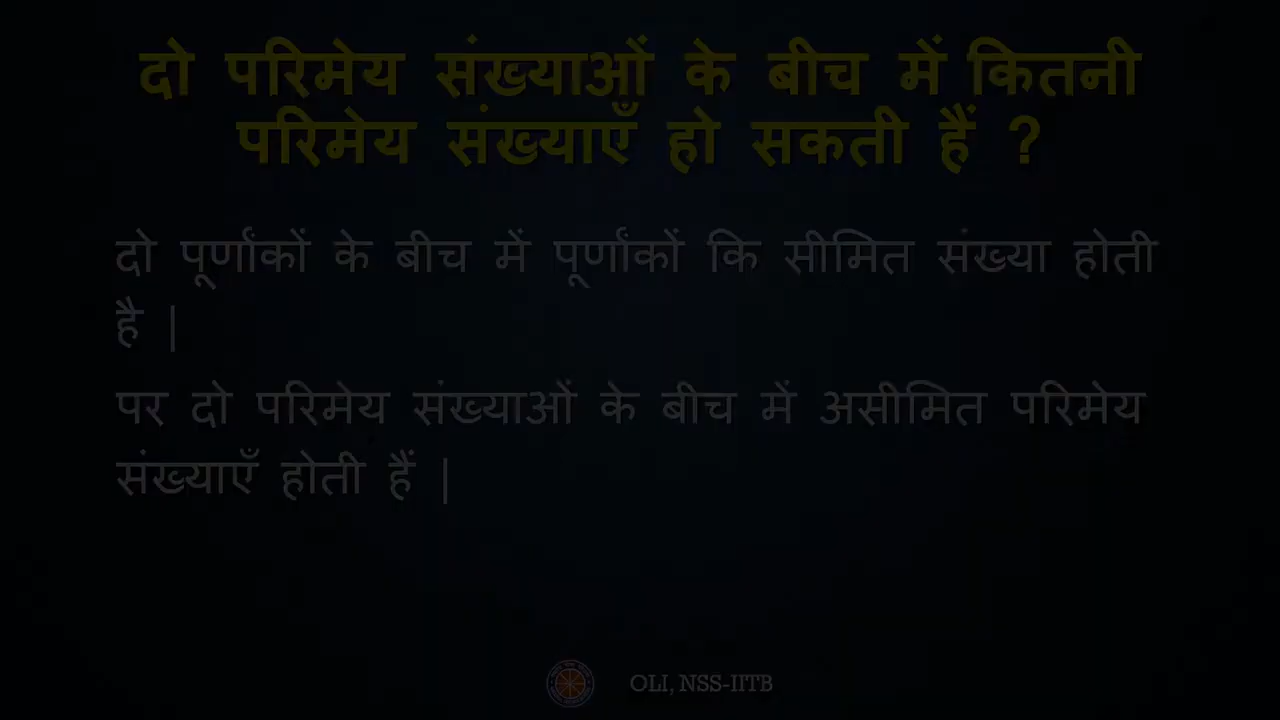 दो परिमेय संख्याओं के बीच में कितनी
परिमेय संख्याएँ हो सकती हैं ?
दो पूर्णांकों के बीच में पूर्णांकों कि सीमित संख्या होती
है |
पर दो परिमेय संख्याओं के बीच में असीमित परिमेय
संख्याएँ होती हैं |
OLI, NSS-IITB